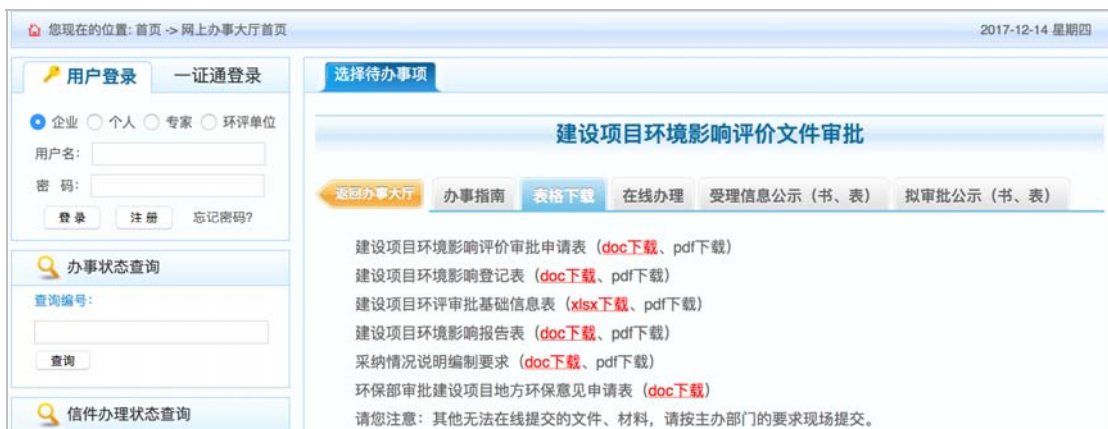 您现在的位置: 首页 -> 网上办事大厅首页
2017-12-14 星期四
用户登录
一证通登录
企业 个人 专家 环评单位
用户名:
密 码:
登 录
注 册
忘记密码?
办事状态查询
查询编号:
查询
信件办理状态查询
选择待办事项
建设项目环境影响评价文件审批
返回办事大厅
办事指南
表格下载
在线办理
受理信息公示（书、表）
拟审批公示（书、表）
建设项目环境影响评价审批申请表（doc下载、pdf下载）
建设项目环境影响登记表（doc下载、pdf下载）
建设项目环评审批基础信息表（xlsx下载、pdf下载）
建设项目环境影响报告表（doc下载、pdf下载）
采纳情况说明编制要求（doc下载、pdf下载）
环保部审批建设项目地方环保意见申请表（doc下载）
请您注意：其他无法在线提交的文件、材料，请按主办部门的要求现场提交。